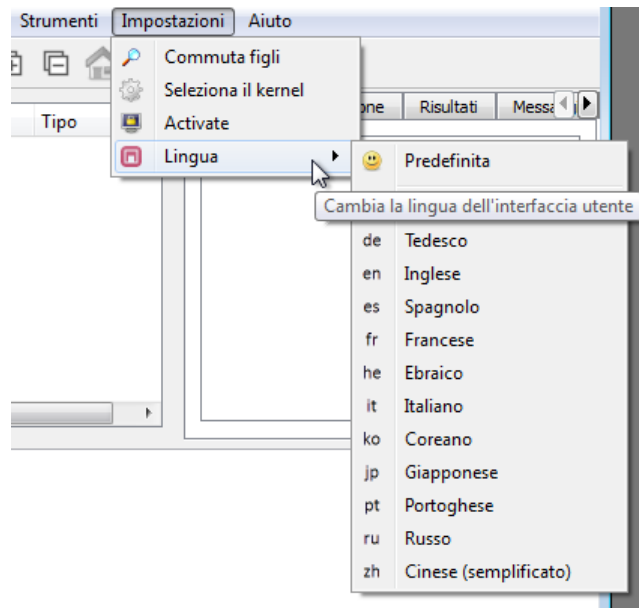 Strumenti Impostazioni Aiuto
Commuta figli
Seleziona il kernel
Activate
Lingua
Tipo
Risultati
Predefinita
Cambia la lingua dell'interfaccia utente
de Tedesco
en Inglese
es Spagnolo
fr Francese
he Ebraico
it Italiano
ko Coreano
jp Giapponese
pt Portoghese
ru Russo
zh Cinese (semplificato)